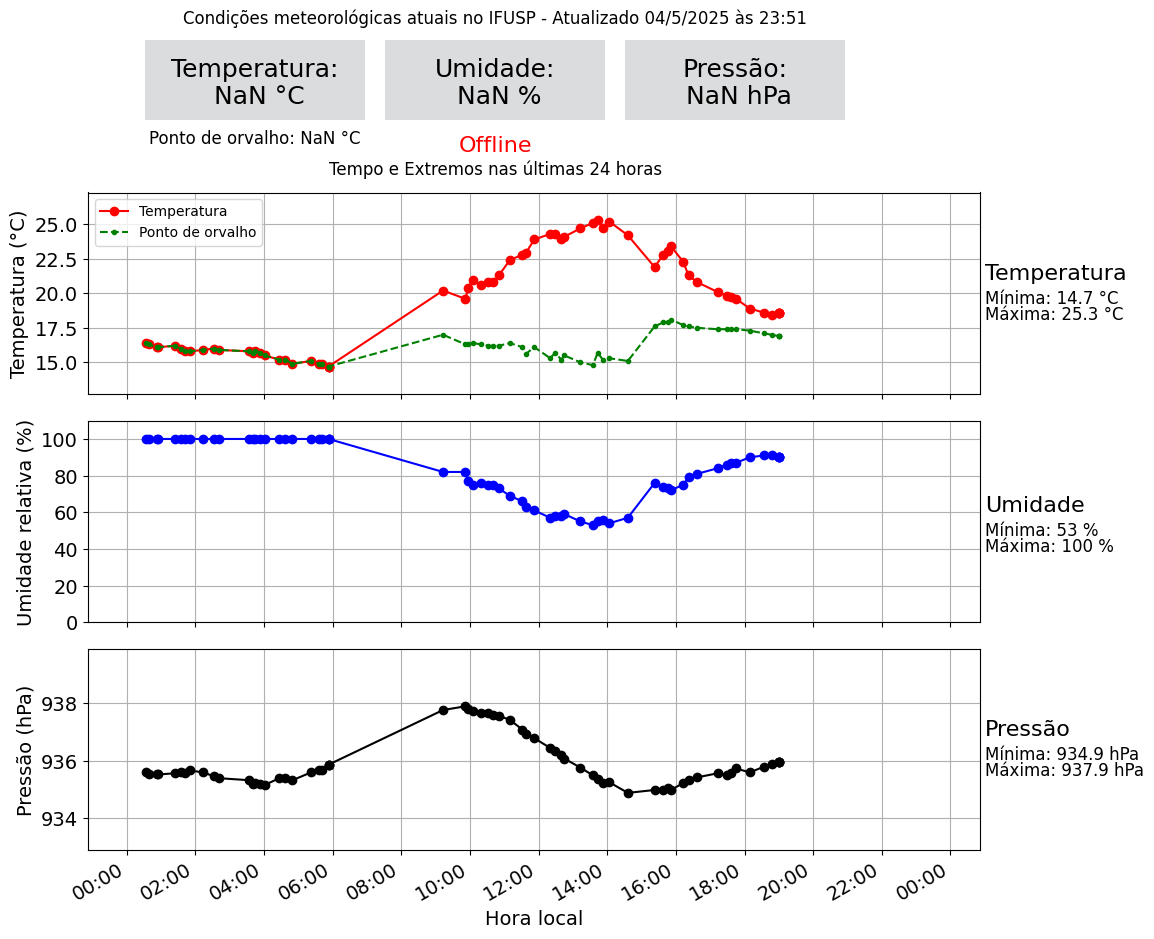 Condições meteorológicas atuais no IFUSP - Atualizado 04/5/2025 às 23:51
Temperatura:
NaN °C
Umidade:
NaN %
Pressão:
NaN hPa
Ponto de orvalho: NaN °C
Offline
Tempo e Extremos nas últimas 24 horas
Temperatura (°C)
25.0
22.5
20.0
17.5
15.0
Temperatura
Ponto de orvalho
Temperatura
Mínima: 14.7 °C
Máxima: 25.3 °C
Umidade relativa (%)
100
80
60
40
20
0
Umidade
Mínima: 53 %
Máxima: 100 %
Pressão (hPa)
938
936
934
Pressão
Mínima: 934.9 hPa
Máxima: 937.9 hPa
00:00 02:00 04:00 06:00 08:00 10:00 12:00 14:00 16:00 18:00 20:00 22:00 00:00
Hora local